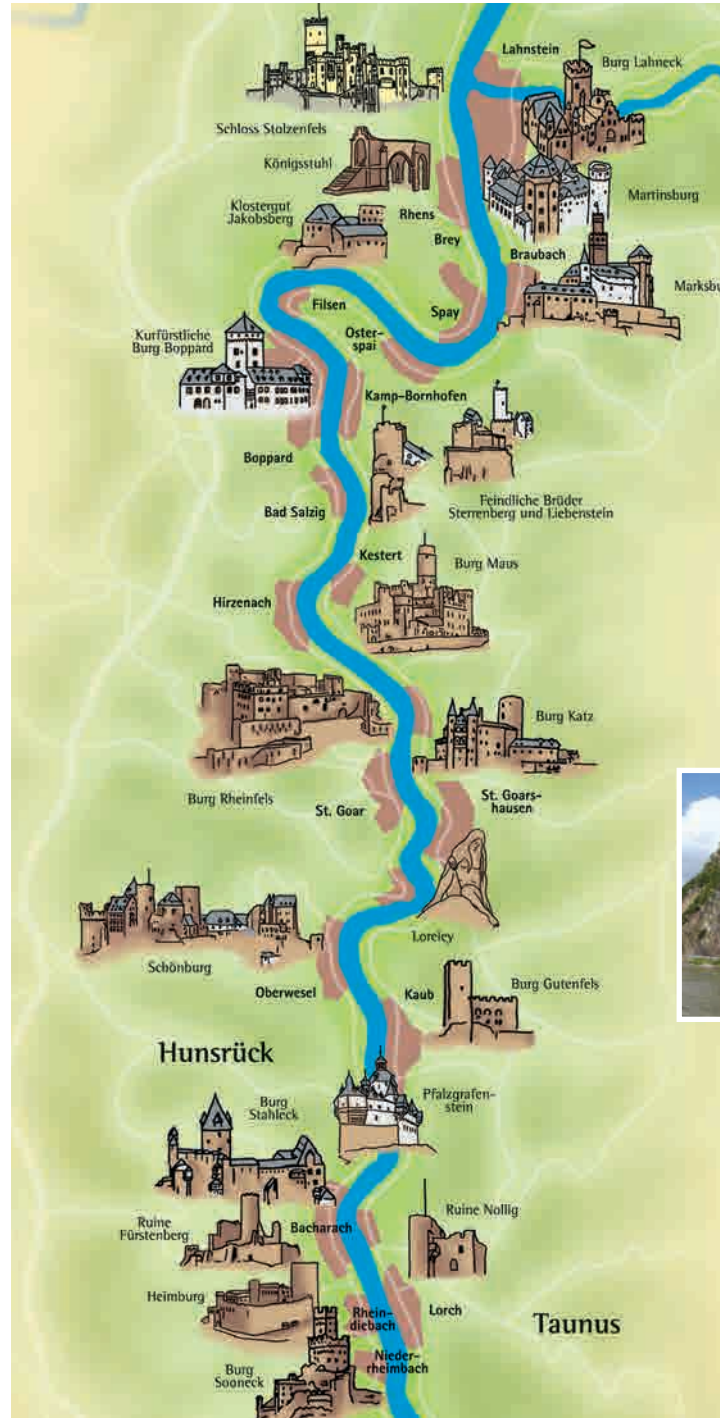 Lahnstein
Burg Lahneck
Schloss Stolzenfels
Königsstuhl
Klostergut
Jakobsberg
Rhens
Martinsburg
Brey
Braubach
Marksbu
Filsen
Spay
Oster-
spai
Kurfürstliche
Burg Boppard
Kamp-Bornhofen
Boppard
Feindliche Brüder
Sterrenberg und Liebenstein
Bad Salzig
Kestert
Burg Maus
Hirzenach
Burg Katz
Burg Rheinfels
St. Goar
St. Goars-
hausen
Loreley
Schönburg
Oberwesel
Kaub
Burg Gutenfels
Hunsrück
Pfalzgrafen-
stein
Burg
Stahleck
Ruine
Fürstenberg
Bacharach
Ruine Nollig
Heimburg
Rhein-
diebach
Lorch
Taunus
Nieder-
rheimbach
Burg
Sooneck